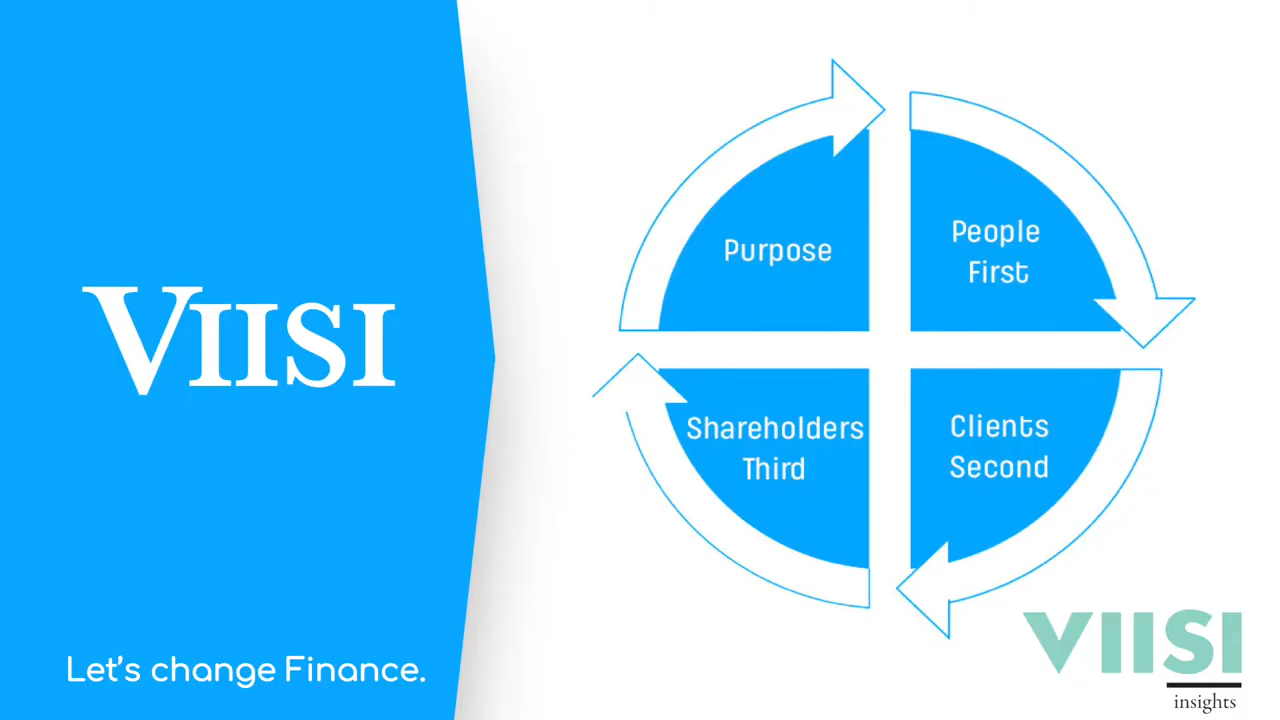 VIISI
Let's change Finance.
Purpose
People
First
Shareholders
Third
Clients
Second
VIISI
insights